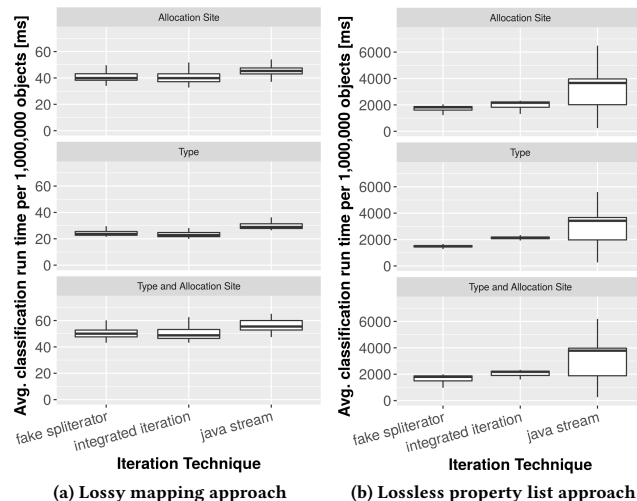 Avg. classification run time per 1,000,000 objects [ms]
Allocation Site
60
40
20
0
Type
60
40
20
0
Type and Allocation Site
60
40
20
0
fake spliterator
integrated iteration
java stream
Iteration Technique
(a) Lossy mapping approach
Avg. classification run time per 1,000,000 objects [ms]
Allocation Site
6000
4000
2000
0
Type
6000
4000
2000
0
Type and Allocation Site
6000
4000
2000
0
fake spliterator
integrated iteration
java stream
Iteration Technique
(b) Lossless property list approach